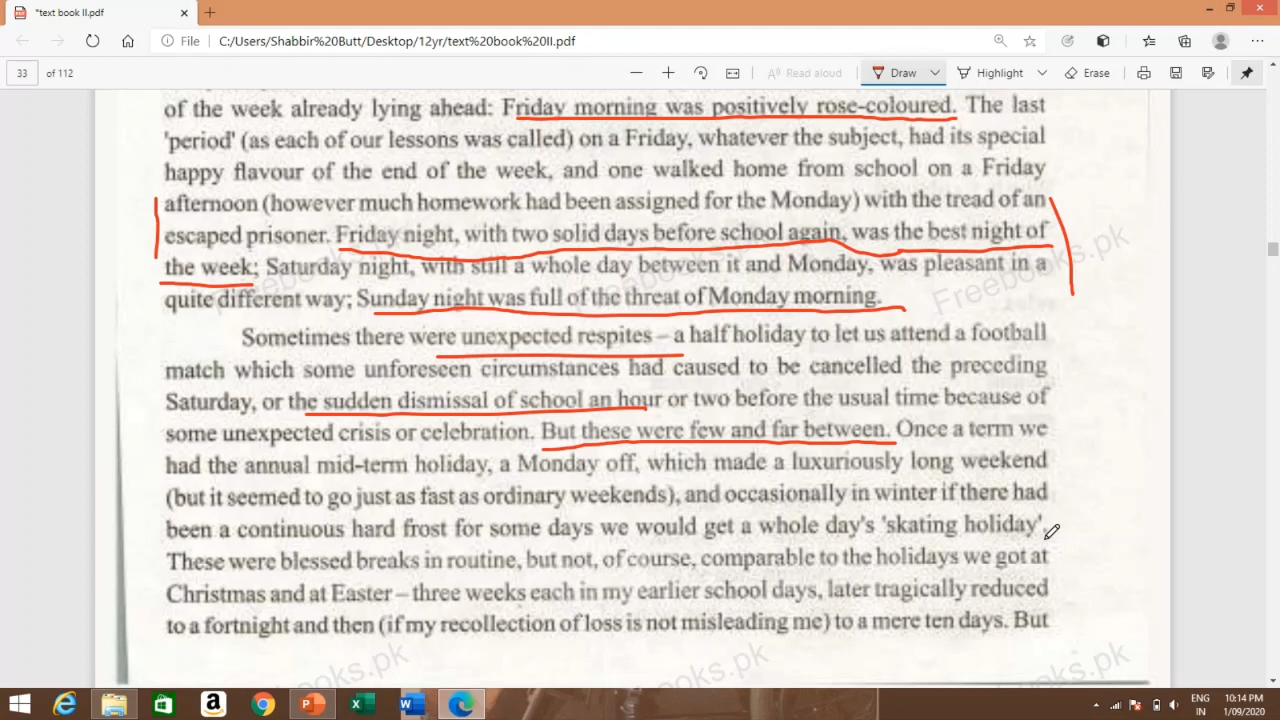 *text book II.pdf
File
C:/Users/Shabbir%20Butt/Desktop/12yr/text%20book%20II.pdf
33 of 112
Read aloud
Draw
Highlight
Erase
of the week already lying ahead: Friday morning was positively rose-coloured. The last
'period' (as each of our lessons was called) on a Friday, whatever the subject, had its special
happy flavour of the end of the week, and one walked home from school on a Friday
afternoon (however much homework had been assigned for the Monday) with the tread of an
escaped prisoner. Friday night, with two solid days before school again, was the best night of
the week; Saturday night, with still a whole day between it and Monday, was pleasant in a
quite different way; Sunday night was full of the threat of Monday morning.
Sometimes there were unexpected respites – a half holiday to let us attend a football
match which some unforeseen circumstances had caused to be cancelled the preceding
Saturday, or the sudden dismissal of school an hour or two before the usual time because of
some unexpected crisis or celebration. But these were few and far between. Once a term we
had the annual mid-term holiday, a Monday off, which made a luxuriously long weekend
(but it seemed to go just as fast as ordinary weekends), and occasionally in winter if there had
been a continuous hard frost for some days we would get a whole day's 'skating holiday'.
These were blessed breaks in routine, but not, of course, comparable to the holidays we got at
Christmas and at Easter – three weeks each in my earlier school days, later tragically reduced
to a fortnight and then (if my recollection of loss is not misleading me) to a mere ten days. But
Freebooks.pk
Freebooks.pk
Freebooks.pk
Freebooks.pk
Freebooks.pk
Freebooks.pk
ENG
IN
10:14 PM
1/09/2020